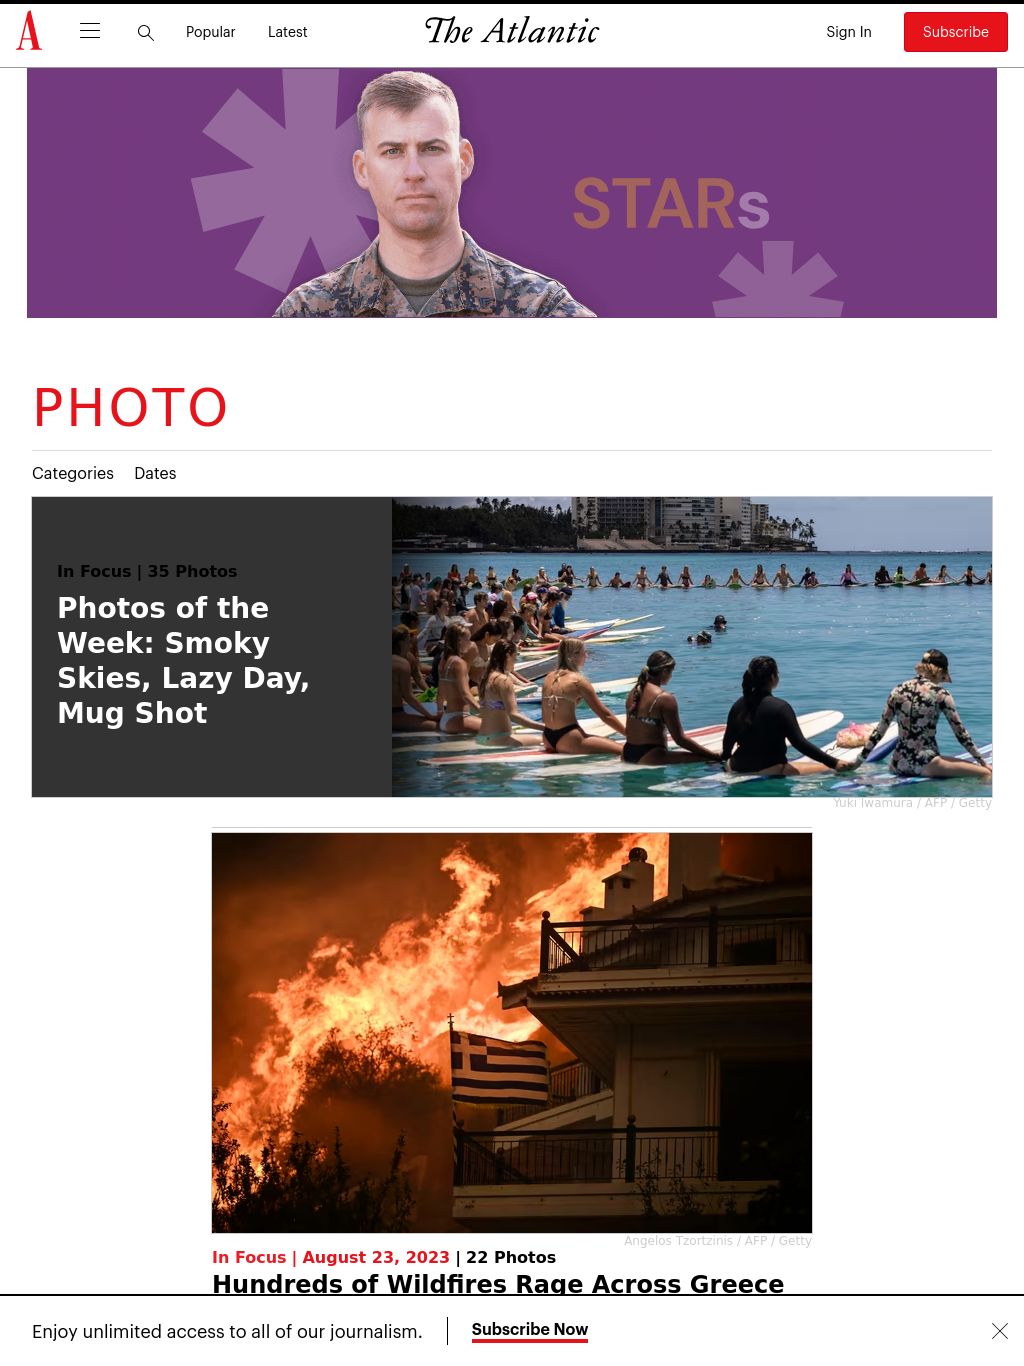 A
Popular
Latest
The Atlantic
Sign In
Subscribe
STARs
PHOTO
Categories
Dates
In Focus | 35 Photos
Photos of the
Week: Smoky
Skies, Lazy Day,
Mug Shot
Yuki Iwamura / AFP / Getty
Angelos Tzortzinis / AFP / Getty
In Focus | August 23, 2023 | 22 Photos
Hundreds of Wildfires Rage Across Greece
Enjoy unlimited access to all of our journalism.
Subscribe Now